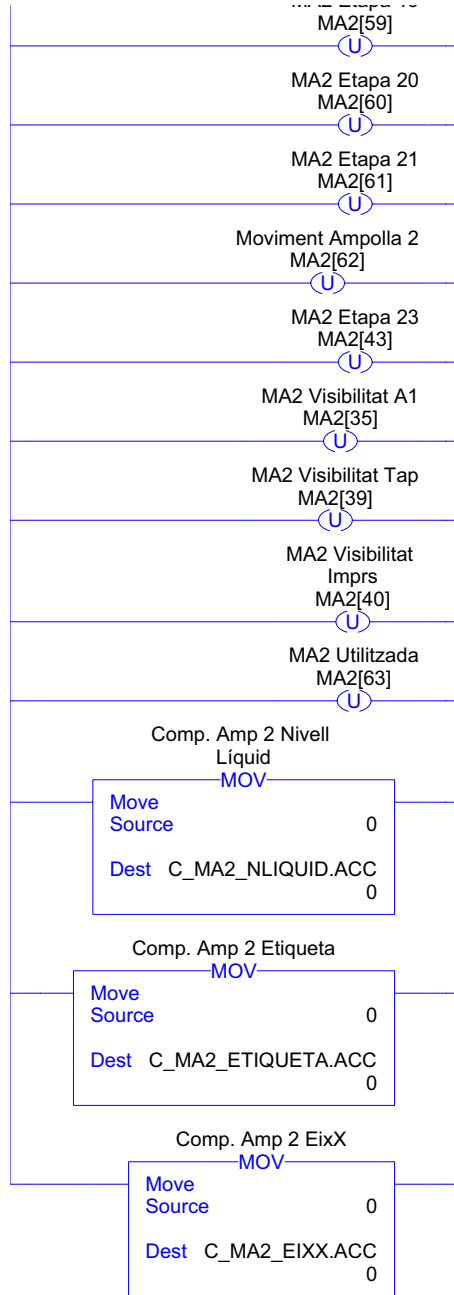 MA2[59]
U
MA2 Etapa 20
MA2[60]
U
MA2 Etapa 21
MA2[61]
U
Moviment Ampolla 2
MA2[62]
U
MA2 Etapa 23
MA2[43]
U
MA2 Visibilitat A1
MA2[35]
U
MA2 Visibilitat Tap
MA2[39]
U
MA2 Visibilitat
Imprs
MA2[40]
U
MA2 Utilitzada
MA2[63]
U
Comp. Amp 2 Nivell
Líquid
MOV
Move
Source 0
Dest C_MA2_NLIQUID.ACC
0
Comp. Amp 2 Etiqueta
MOV
Move
Source 0
Dest C_MA2_ETIQUETA.ACC
0
Comp. Amp 2 EixX
MOV
Move
Source 0
Dest C_MA2_EIXX.ACC
0